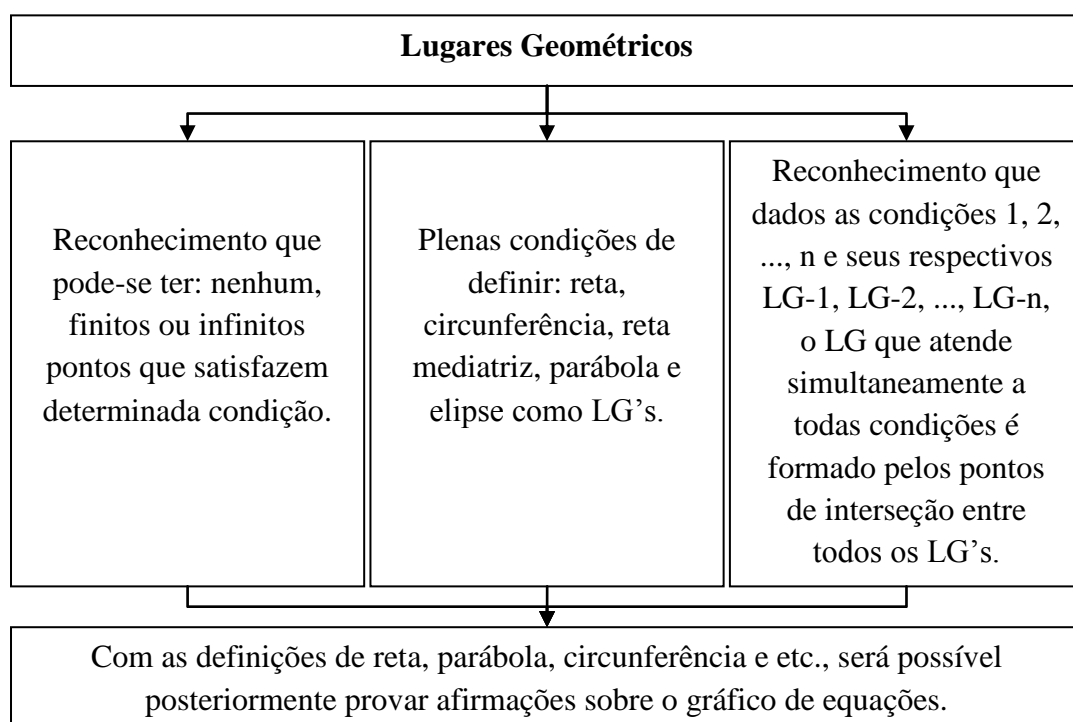 Lugares Geométricos
Reconhecimento que
pode-se ter: nenhum,
finitos ou infinitos
pontos que satisfazem
determinada condição.
Plenas condições de
definir: reta,
circunferência, reta
mediatriz, parábola e
elipse como LG’s.
Reconhecimento que
dados as condições 1, 2,
..., n e seus respectivos
LG-1, LG-2, ..., LG-n,
o LG que atende
simultaneamente a
todas condições é
formado pelos pontos
de interseção entre
todos os LG’s.
Com as definições de reta, parábola, circunferência e etc., será possível
posteriormente provar afirmações sobre o gráfico de equações.